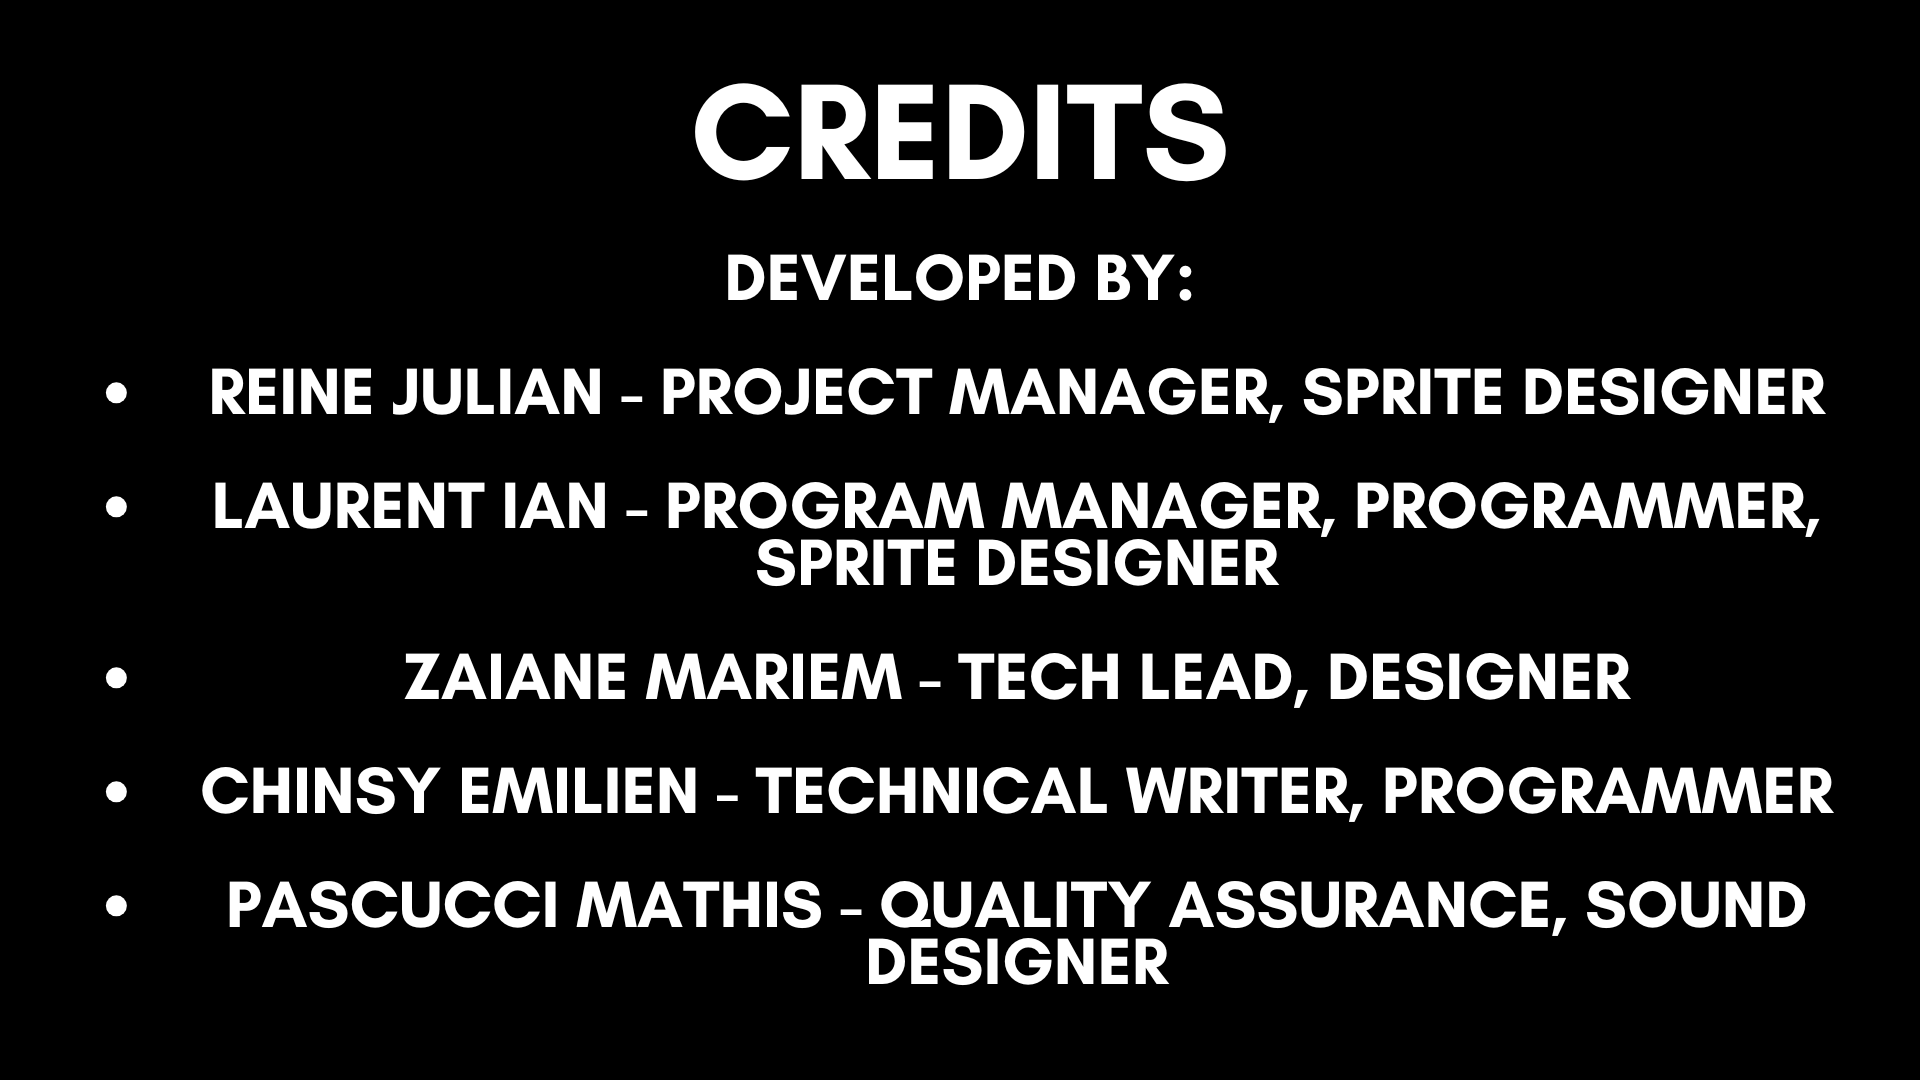 CREDITS
DEVELOPED BY:
• REINE JULIAN - PROJECT MANAGER, SPRITE DESIGNER
• LAURENT IAN - PROGRAM MANAGER, PROGRAMMER,
SPRITE DESIGNER
• ZAIANE MARIEM - TECH LEAD, DESIGNER
• CHINSY EMILIEN - TECHNICAL WRITER, PROGRAMMER
• PASCUCCI MATHIS - QUALITY ASSURANCE, SOUND
DESIGNER